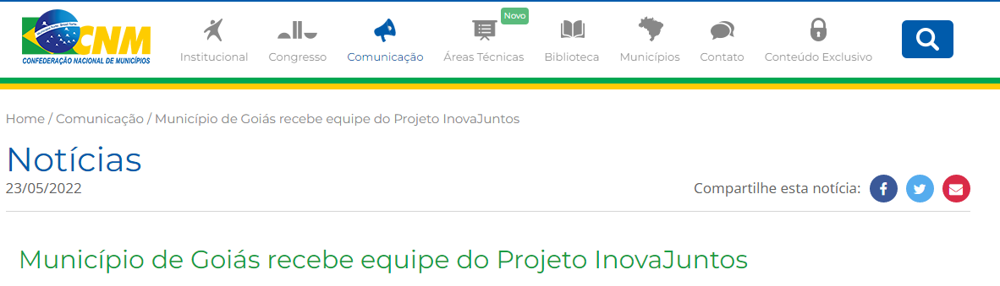 CNM
CONFEDERAÇÃO NACIONAL DE MUNICÍPIOS
Novo
Institucional
Congresso
Comunicação
Áreas Técnicas
Biblioteca
Municípios
Contato
Conteúdo Exclusivo
Home / Comunicação / Município de Goiás recebe equipe do Projeto InovaJuntos
Notícias
23/05/2022
Compartilhe esta notícia:
Município de Goiás recebe equipe do Projeto InovaJuntos